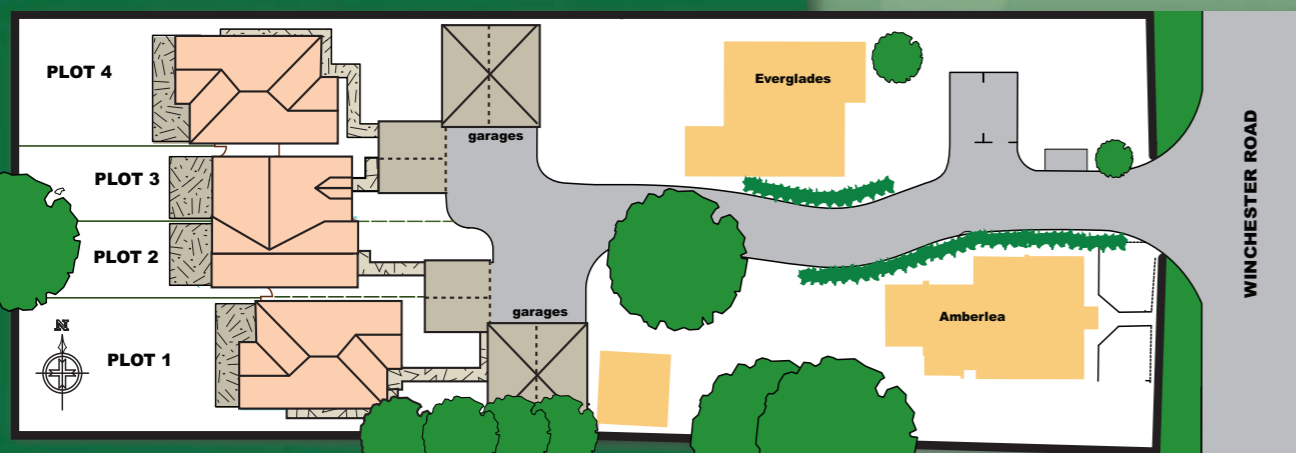 PLOT 4
garages
Everglades
PLOT 3
PLOT 2
garages
Amberlea
PLOT 1
N
WINCHESTER ROAD